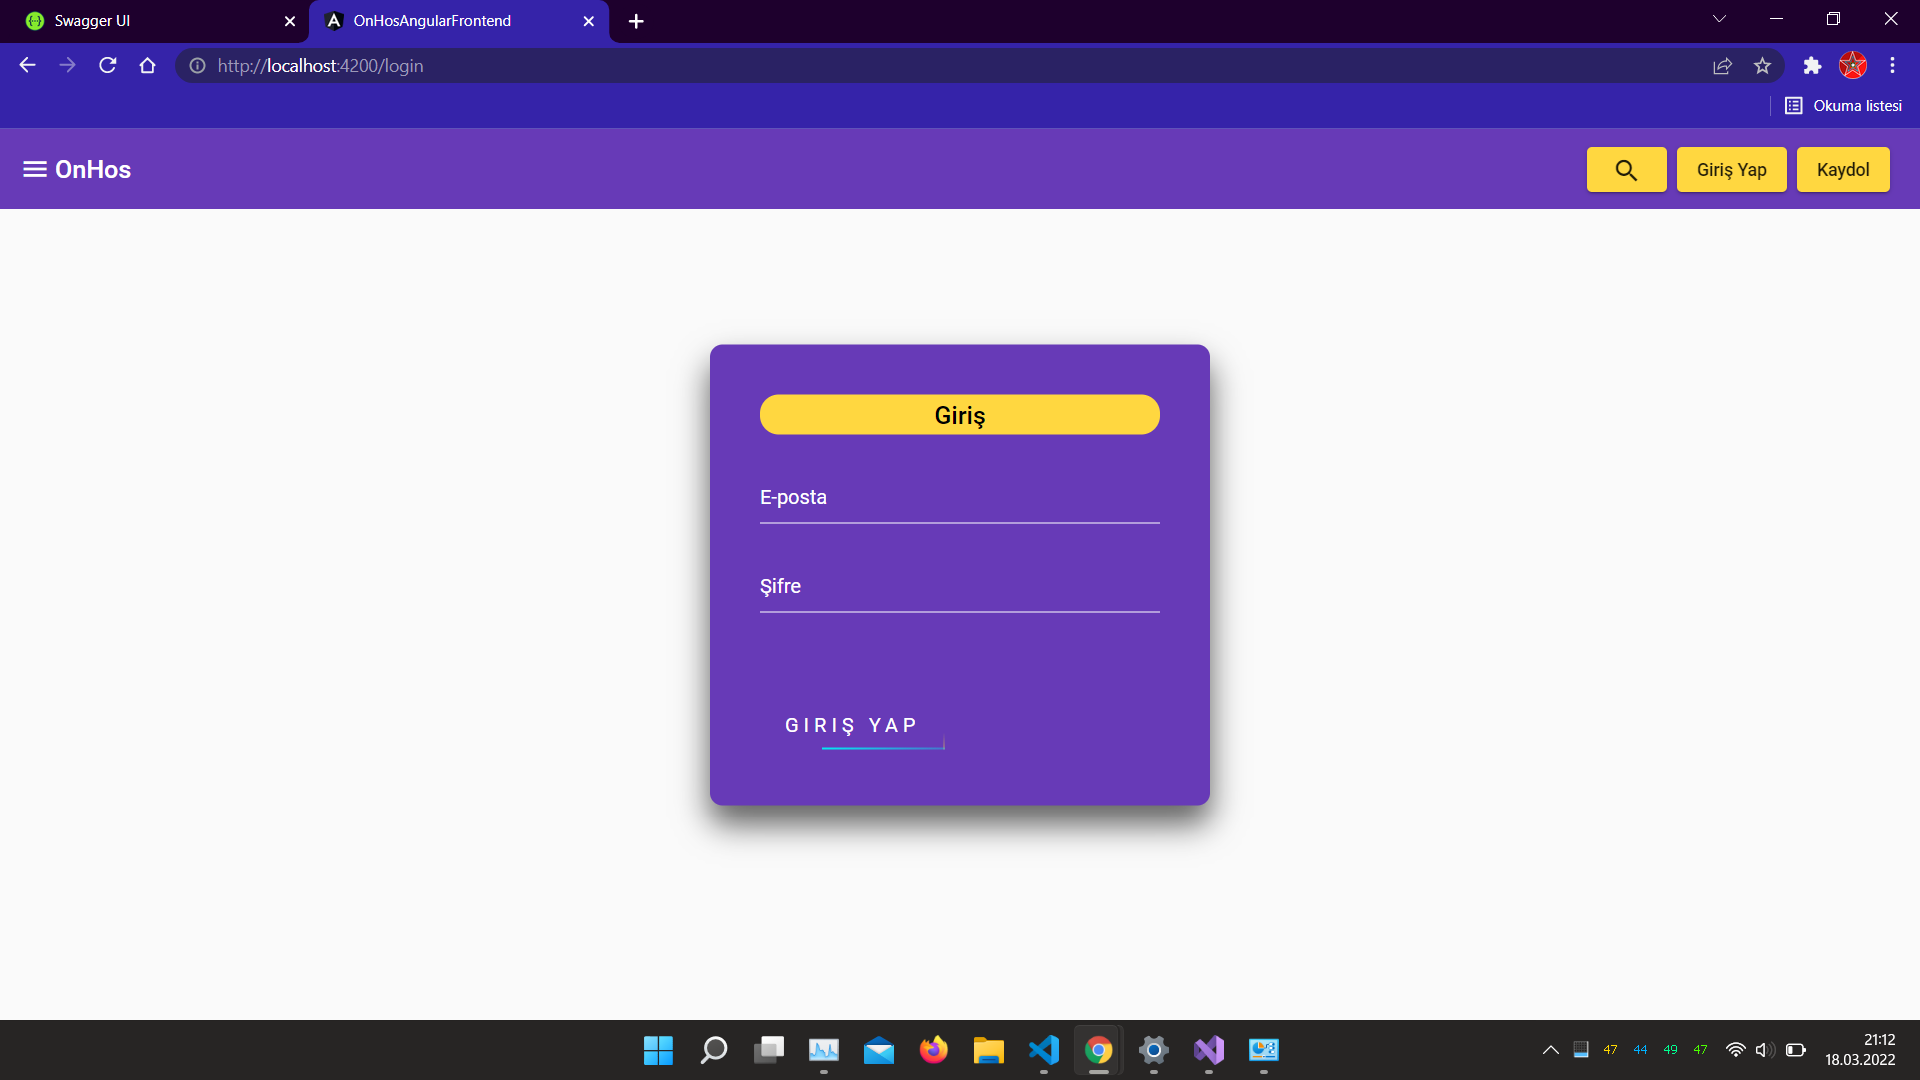 Swagger UI
OnHosAngularFrontend
http://localhost:4200/login
Okuma listesi
OnHos
Giriş Yap
Kaydol
Giriş
E-posta
Şifre
GIRIŞ YAP
47
44
49
47
21:12
18.03.2022